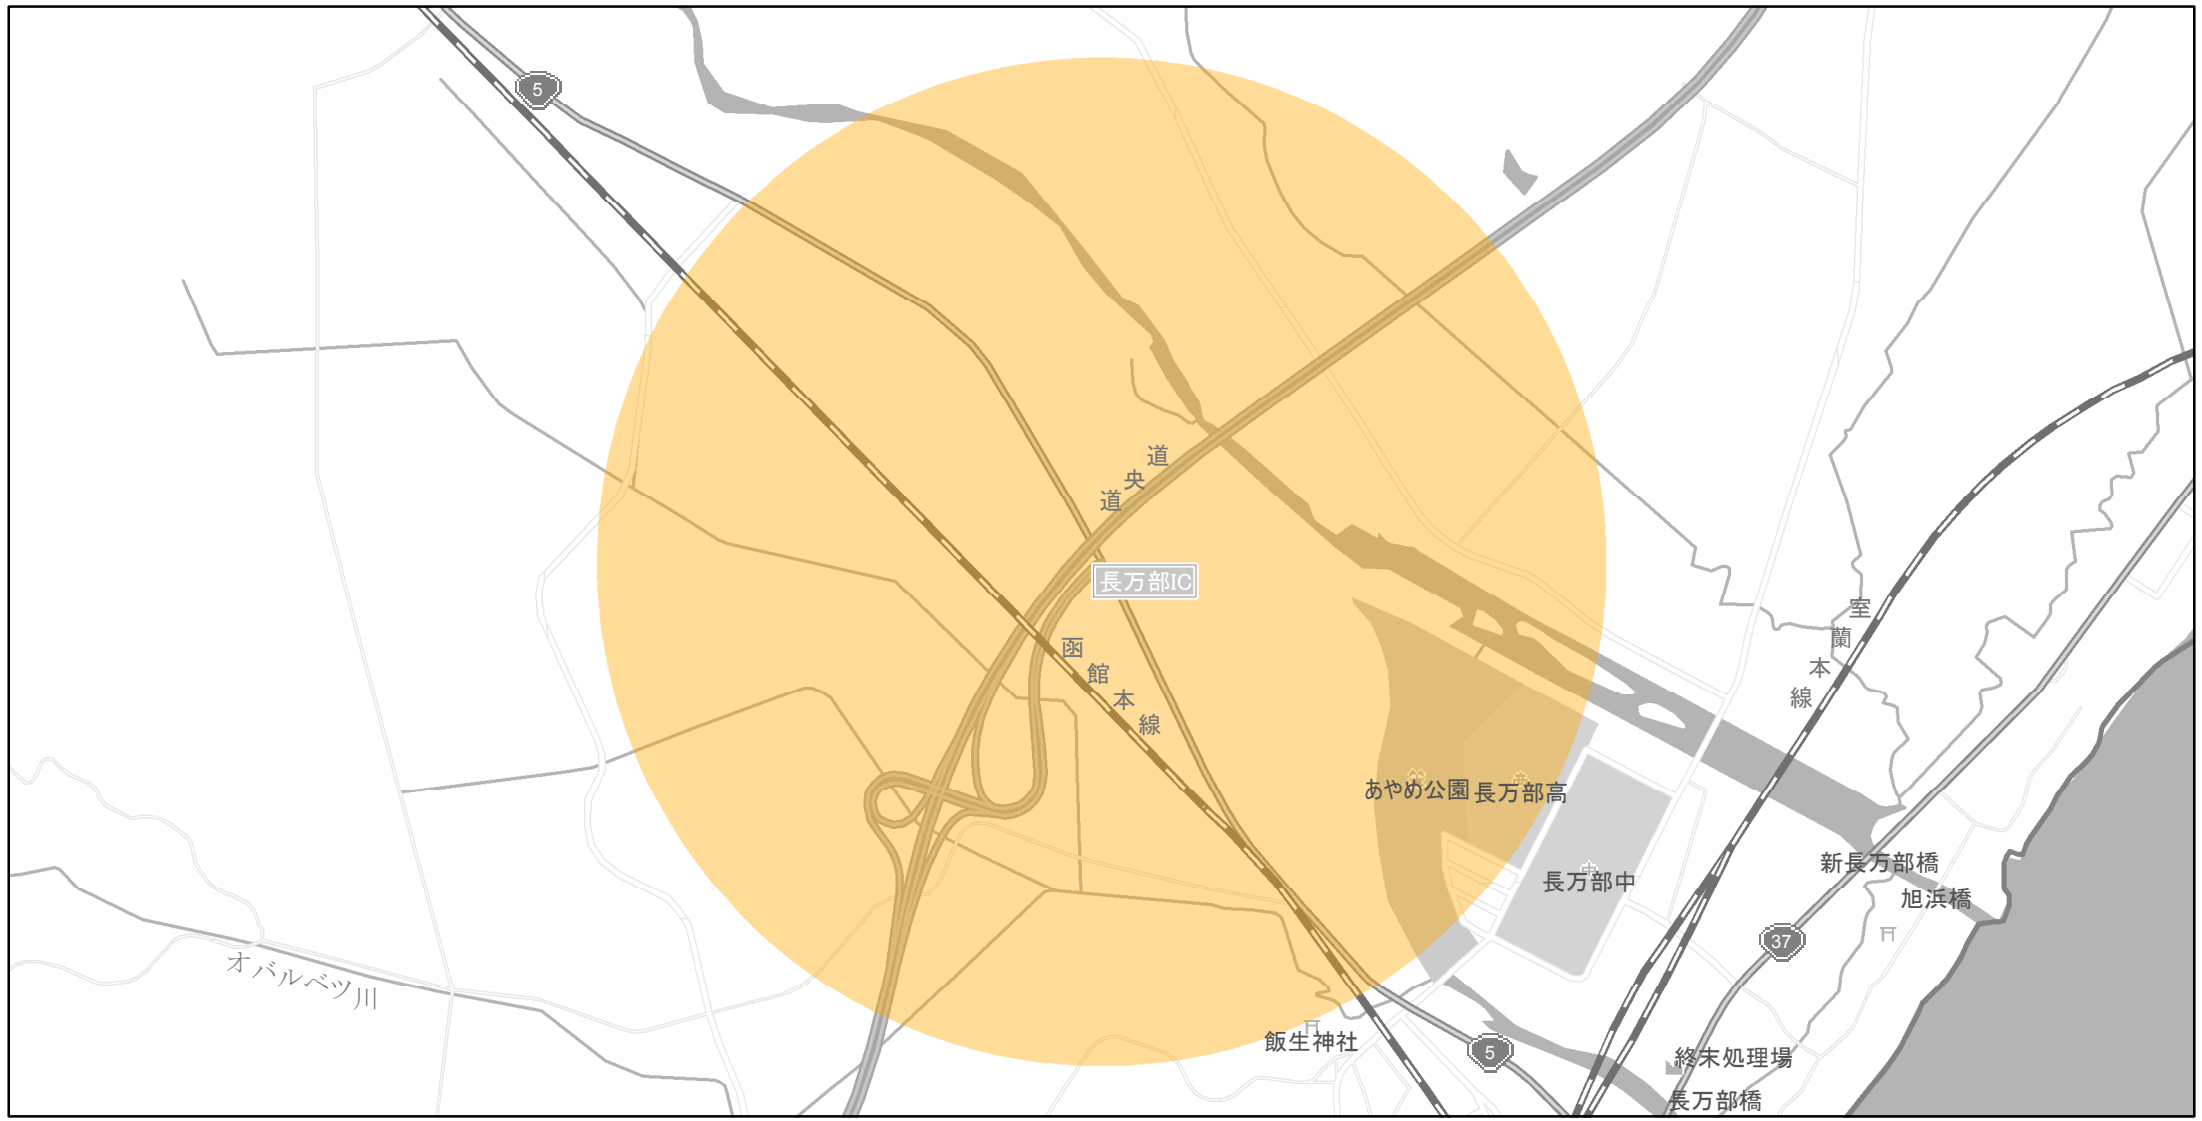 5
道央道
長万部IC
室蘭本線
函館本線
あやめ公園
長万部高
長万部中
新長万部橋
旭浜橋
37
オバルベツ川
飯生神社
5
終末処理場
長万部橋